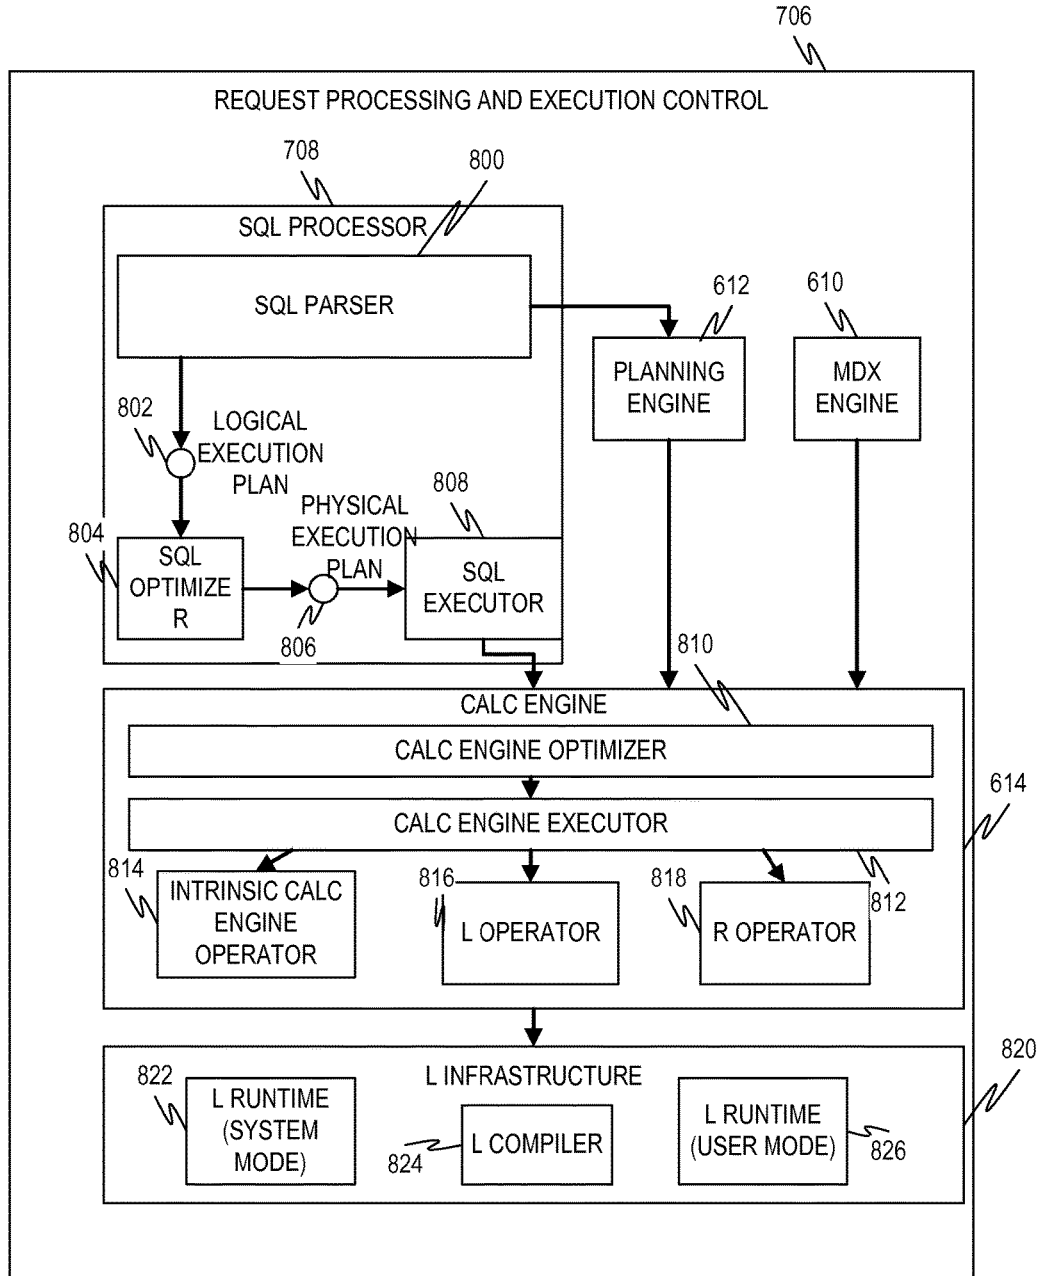 706
REQUEST PROCESSING AND EXECUTION CONTROL
708
800
SQL PROCESSOR
SQL PARSER
612
610
PLANNING
ENGINE
MDX
ENGINE
802
LOGICAL
EXECUTION
PLAN
808
PHYSICAL
EXECUTION
PLAN
804
SQL
OPTIMIZE
R
SQL
EXECUTOR
806
810
CALC ENGINE
CALC ENGINE OPTIMIZER
614
CALC ENGINE EXECUTOR
814
816
818
812
INTRINSIC CALC
ENGINE
OPERATOR
L OPERATOR
R OPERATOR
820
L INFRASTRUCTURE
822
L RUNTIME
(SYSTEM
MODE)
824
L COMPILER
L RUNTIME
(USER MODE)
826